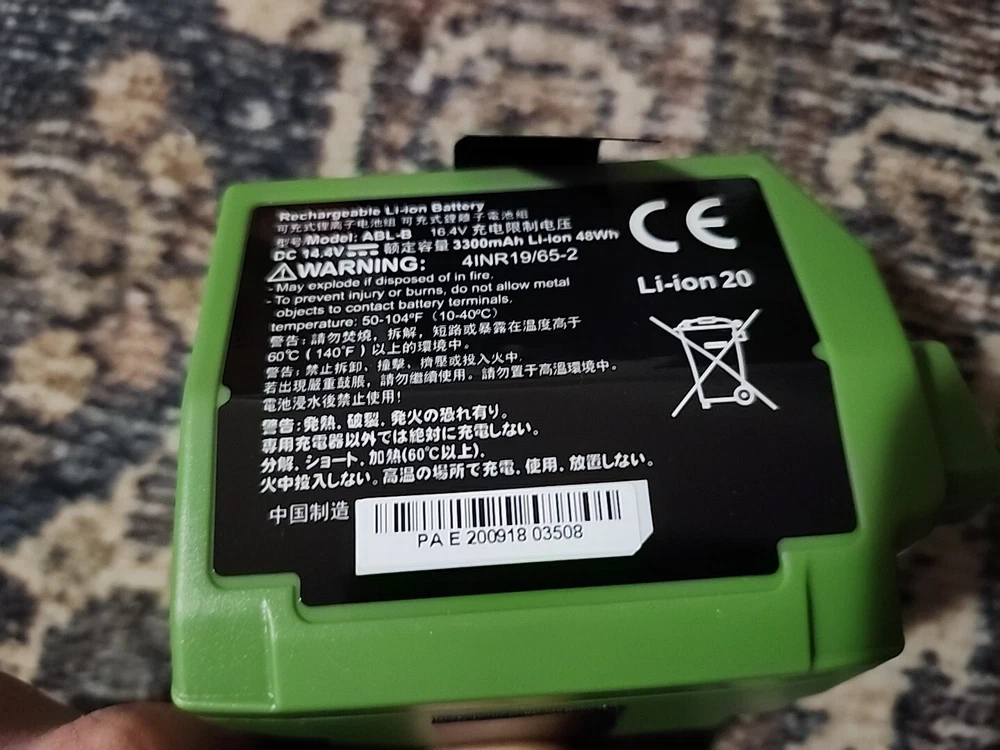 Rechargeable Li-Ion Battery
可充式锂离子电池组 可充式鋰離子電池組
型号/Model: ABL-B 16.4V 充电限制电压
DC 14.4V 额定容量 3300mAh Li-ion 48Wh
WARNING: 4INR19/65-2
- May explode if disposed of in fire.
- To prevent injury or burns, do not allow metal
objects to contact battery terminals.
temperature: 50-104ºF (10-40ºC)
警告: 請勿焚燒, 拆解, 短路或暴露在温度高于
60℃ (140℉) 以上的環境中。
警告: 禁止拆卸, 撞擊, 擠壓或投入火中.
若出現嚴重鼓脹, 請勿繼續使用。請勿置于高溫環境中.
電池浸水後禁止使用!
警告: 発熱, 破裂, 発火の恐れ有り。
専用充電器以外では絶対に充電しない。
分解, ショート, 加熱(60℃以上),
火中投入しない。高温の場所で充電, 使用, 放置しない。
中国制造
PA E 200918 03508
CE
Li-ion 20